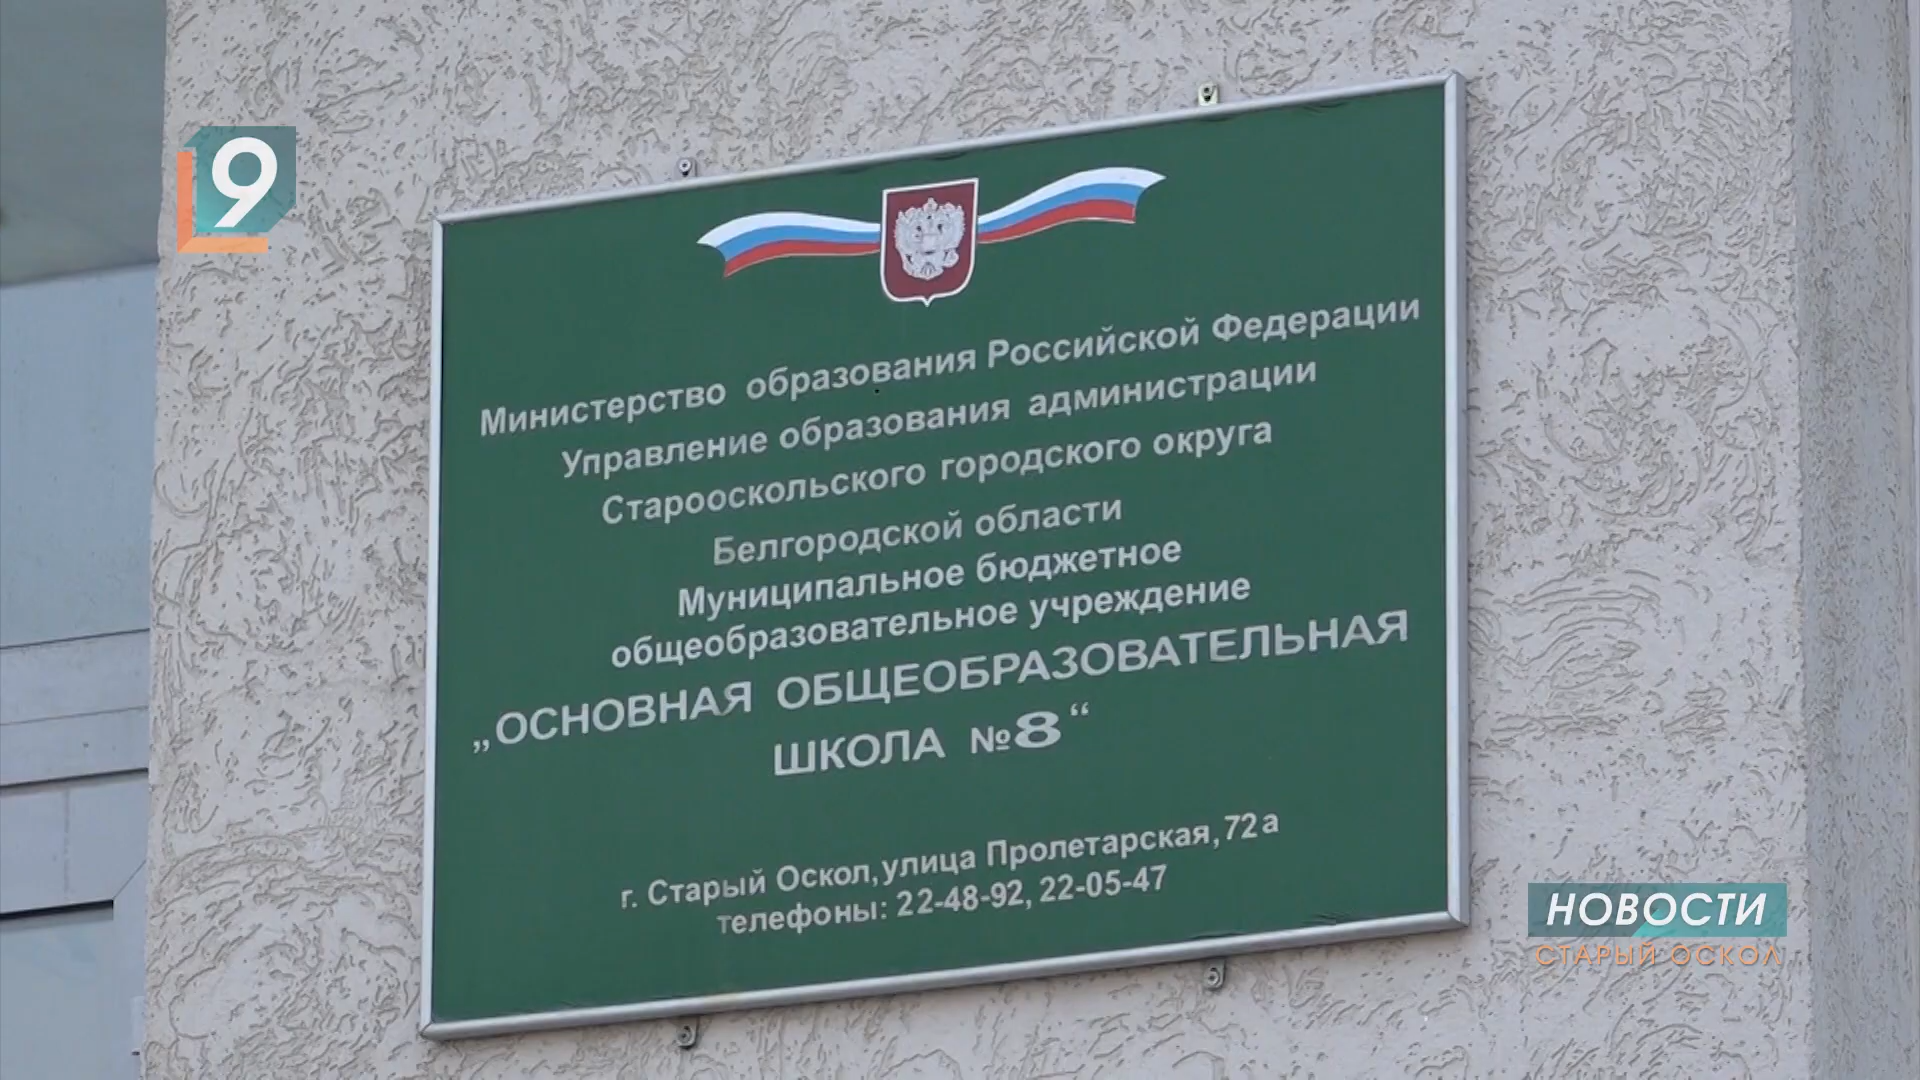 9
Министерство образования Российской Федерации
Управление образования администрации
Старооскольского городского округа
Белгородской области
Муниципальное бюджетное
общеобразовательное учреждение
„ОСНОВНАЯ ОБЩЕОБРАЗОВАТЕЛЬНАЯ
ШКОЛА №8“
г. Старый Оскол, улица Пролетарская, 72а
телефоны: 22-48-92, 22-05-47
НОВОСТИ
СТАРЫЙ ОСКОЛ